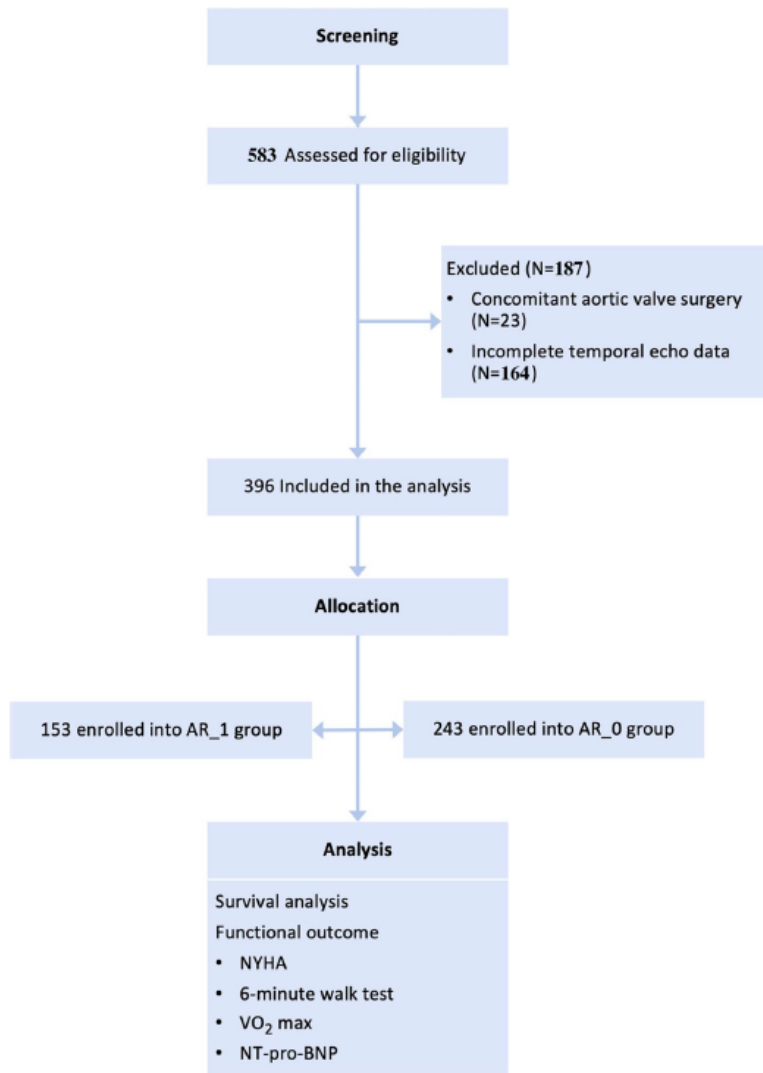 Screening
583 Assessed for eligibility
Excluded (N=187)
• Concomitant aortic valve surgery
(N=23)
• Incomplete temporal echo data
(N=164)
396 Included in the analysis
Allocation
153 enrolled into AR_1 group
243 enrolled into AR_0 group
Analysis
Survival analysis
Functional outcome
• NYHA
• 6-minute walk test
• VO₂ max
• NT-pro-BNP